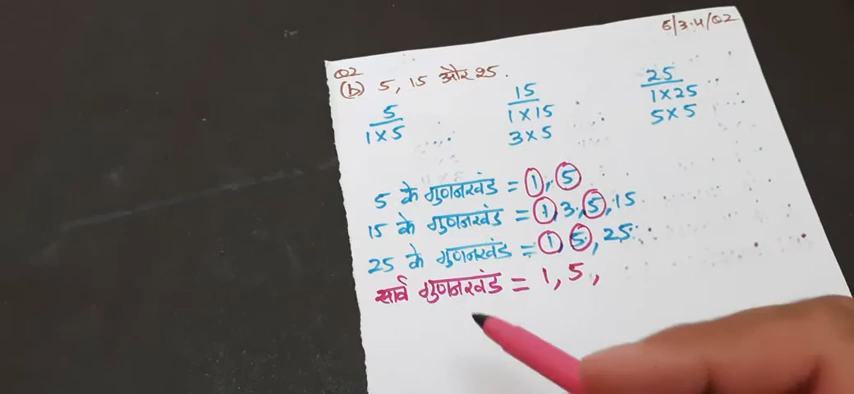 6/3.4/Q2
Q2
(b) 5, 15 और 25.
5
1×5
15
1×15
3×5
25
1×25
5×5
5 के गुणनखंड = 1, 5
15 के गुणनखंड = 1, 3, 5, 15
25 के गुणनखंड = 1, 5, 25
सार्व गुणनखंड = 1, 5,